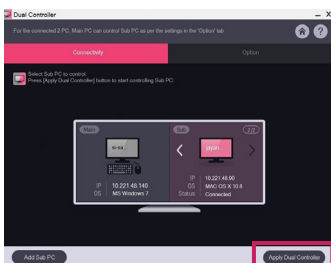 Dual Controller
For the connected 2 PC, Main PC can control Sub PC as per the settings in the 'Option' tab
Connectivity
Option
Select Sub PC to control.
Press [Apply Dual Controller] button to start controlling Sub PC.
Main
Sub
IP 10.221.48.140
OS MS Windows 7
IP 10.221.48.90
OS MAC OS X 10.8
Status Connected
Add Sub PC
Apply Dual Controller